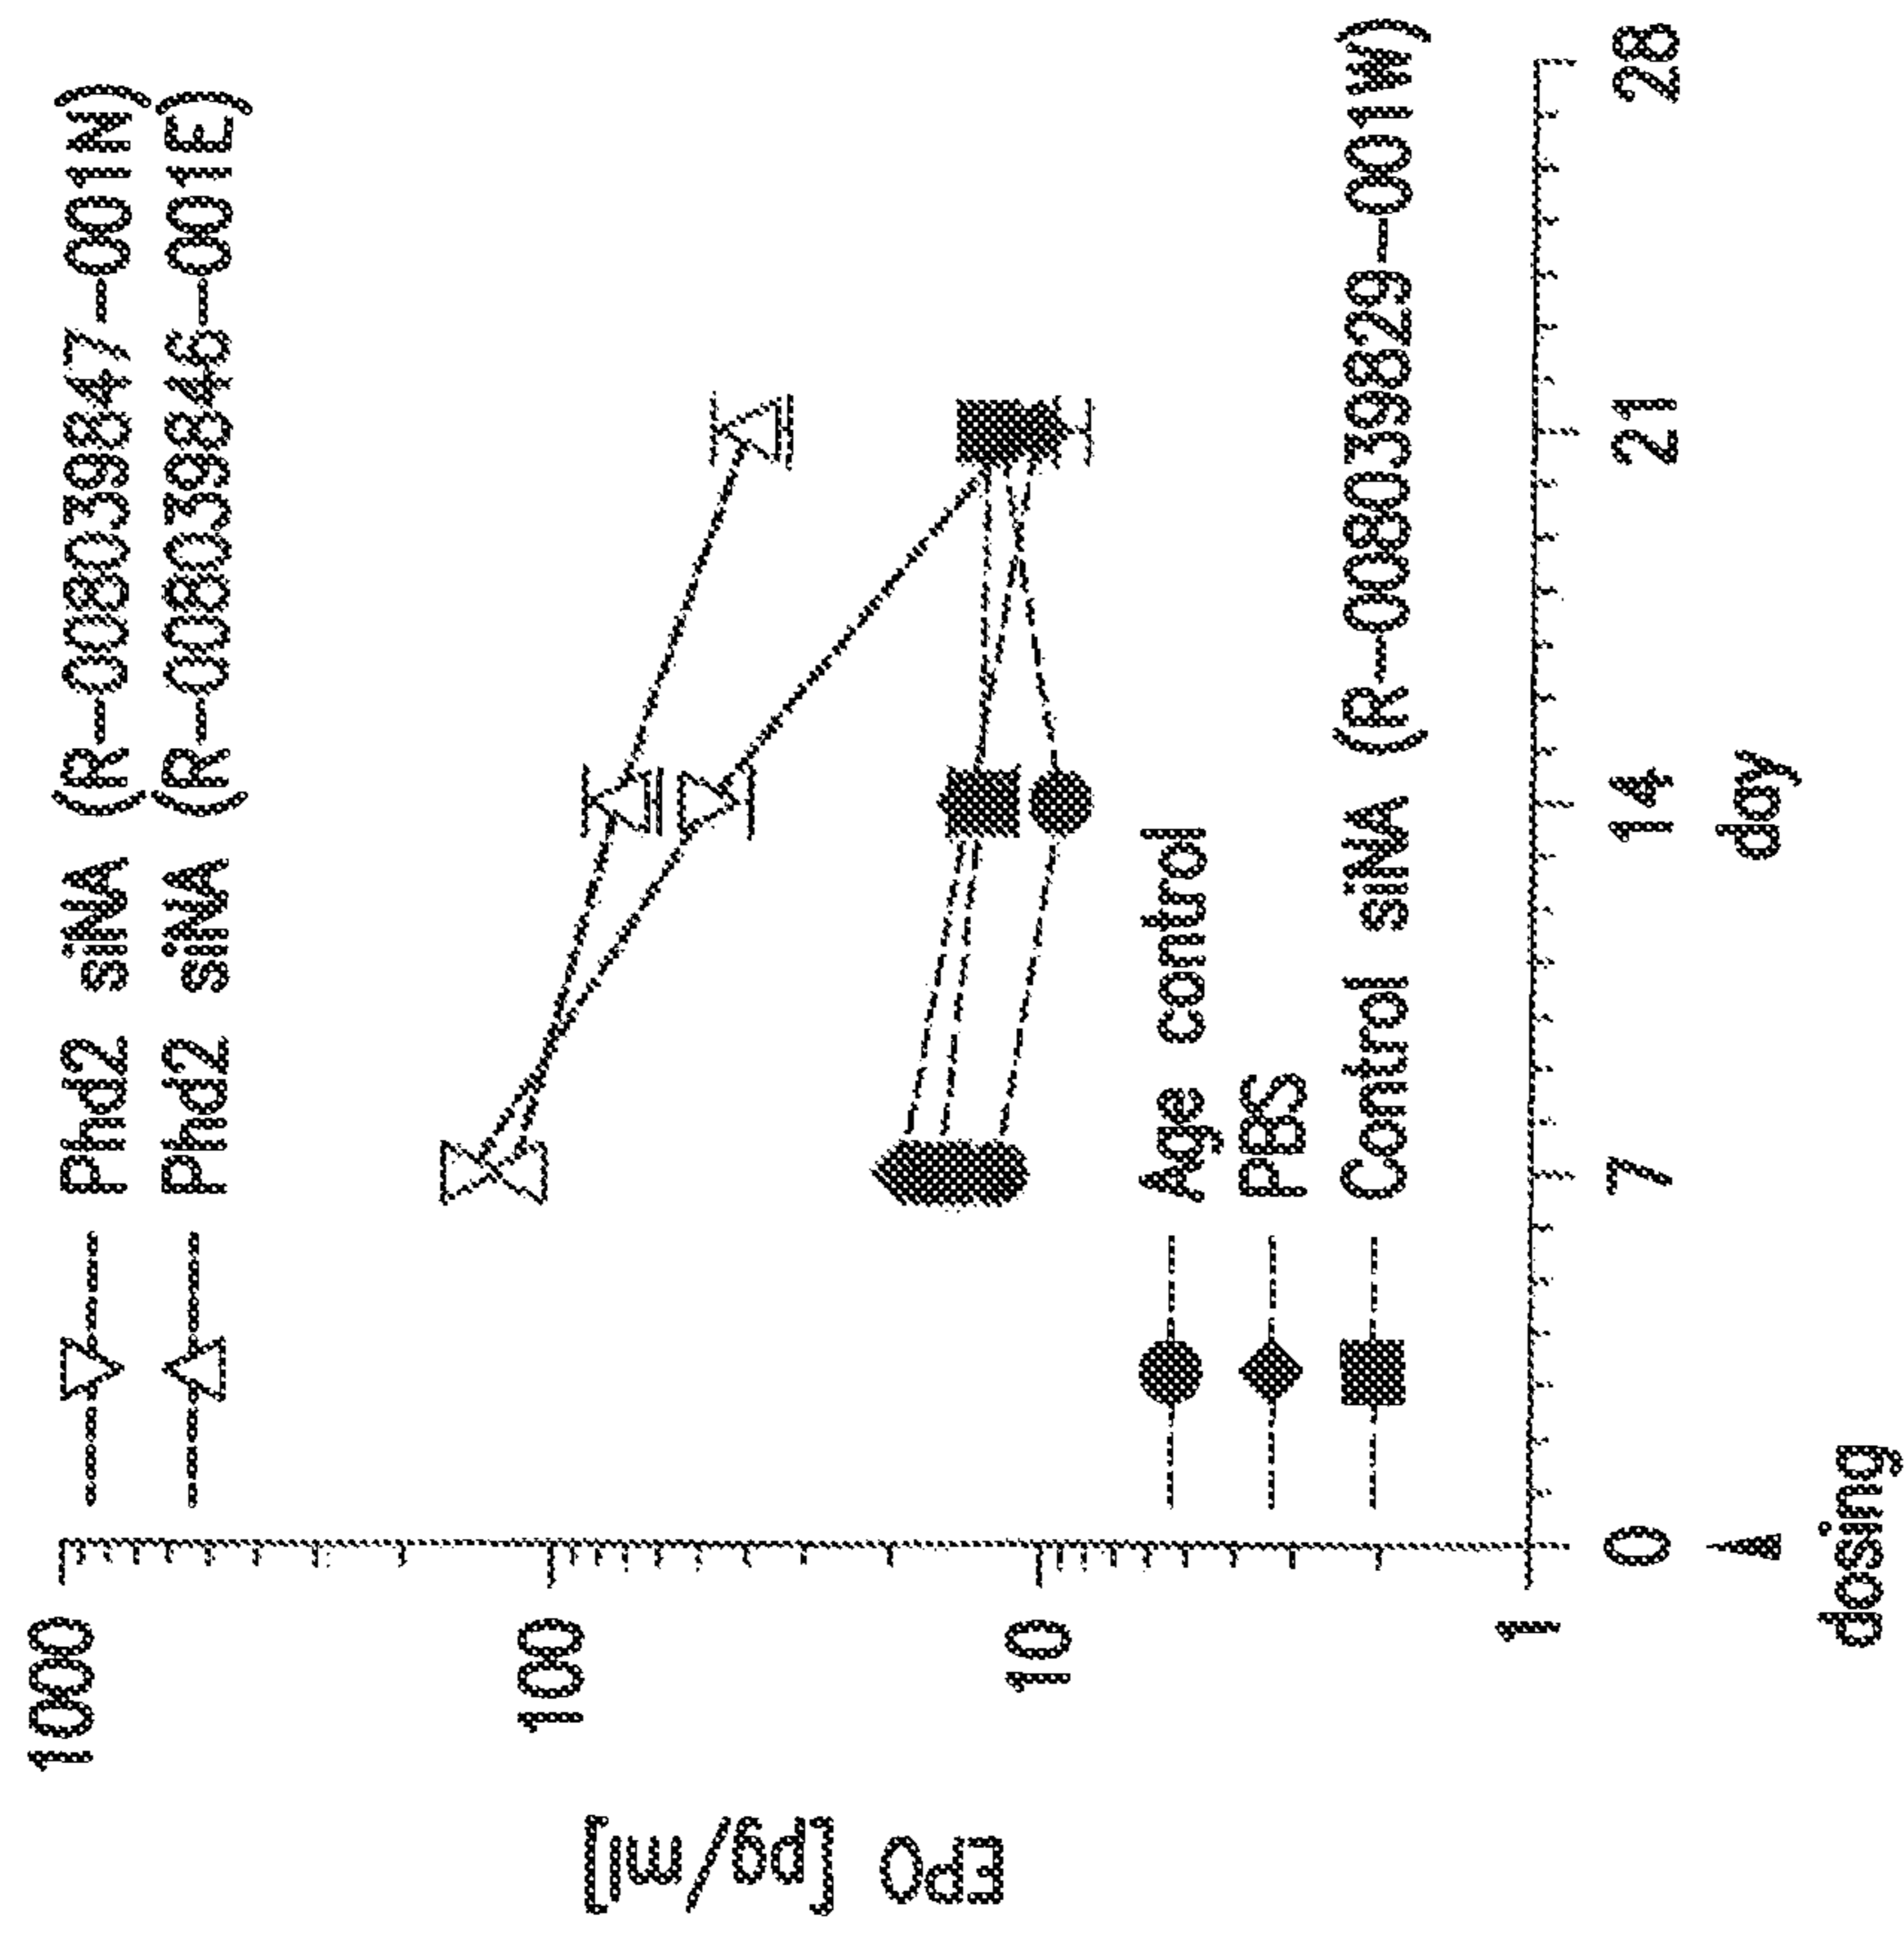 Phd2 siNA (R-008039847-001N)
Phd2 siNA (R-008039846-001E)
1000
100
10
1
EPO [pg/ml]
Age control
PBS
Control siNA (R-008039829-001W)
0
7
14
21
28
dosing
day